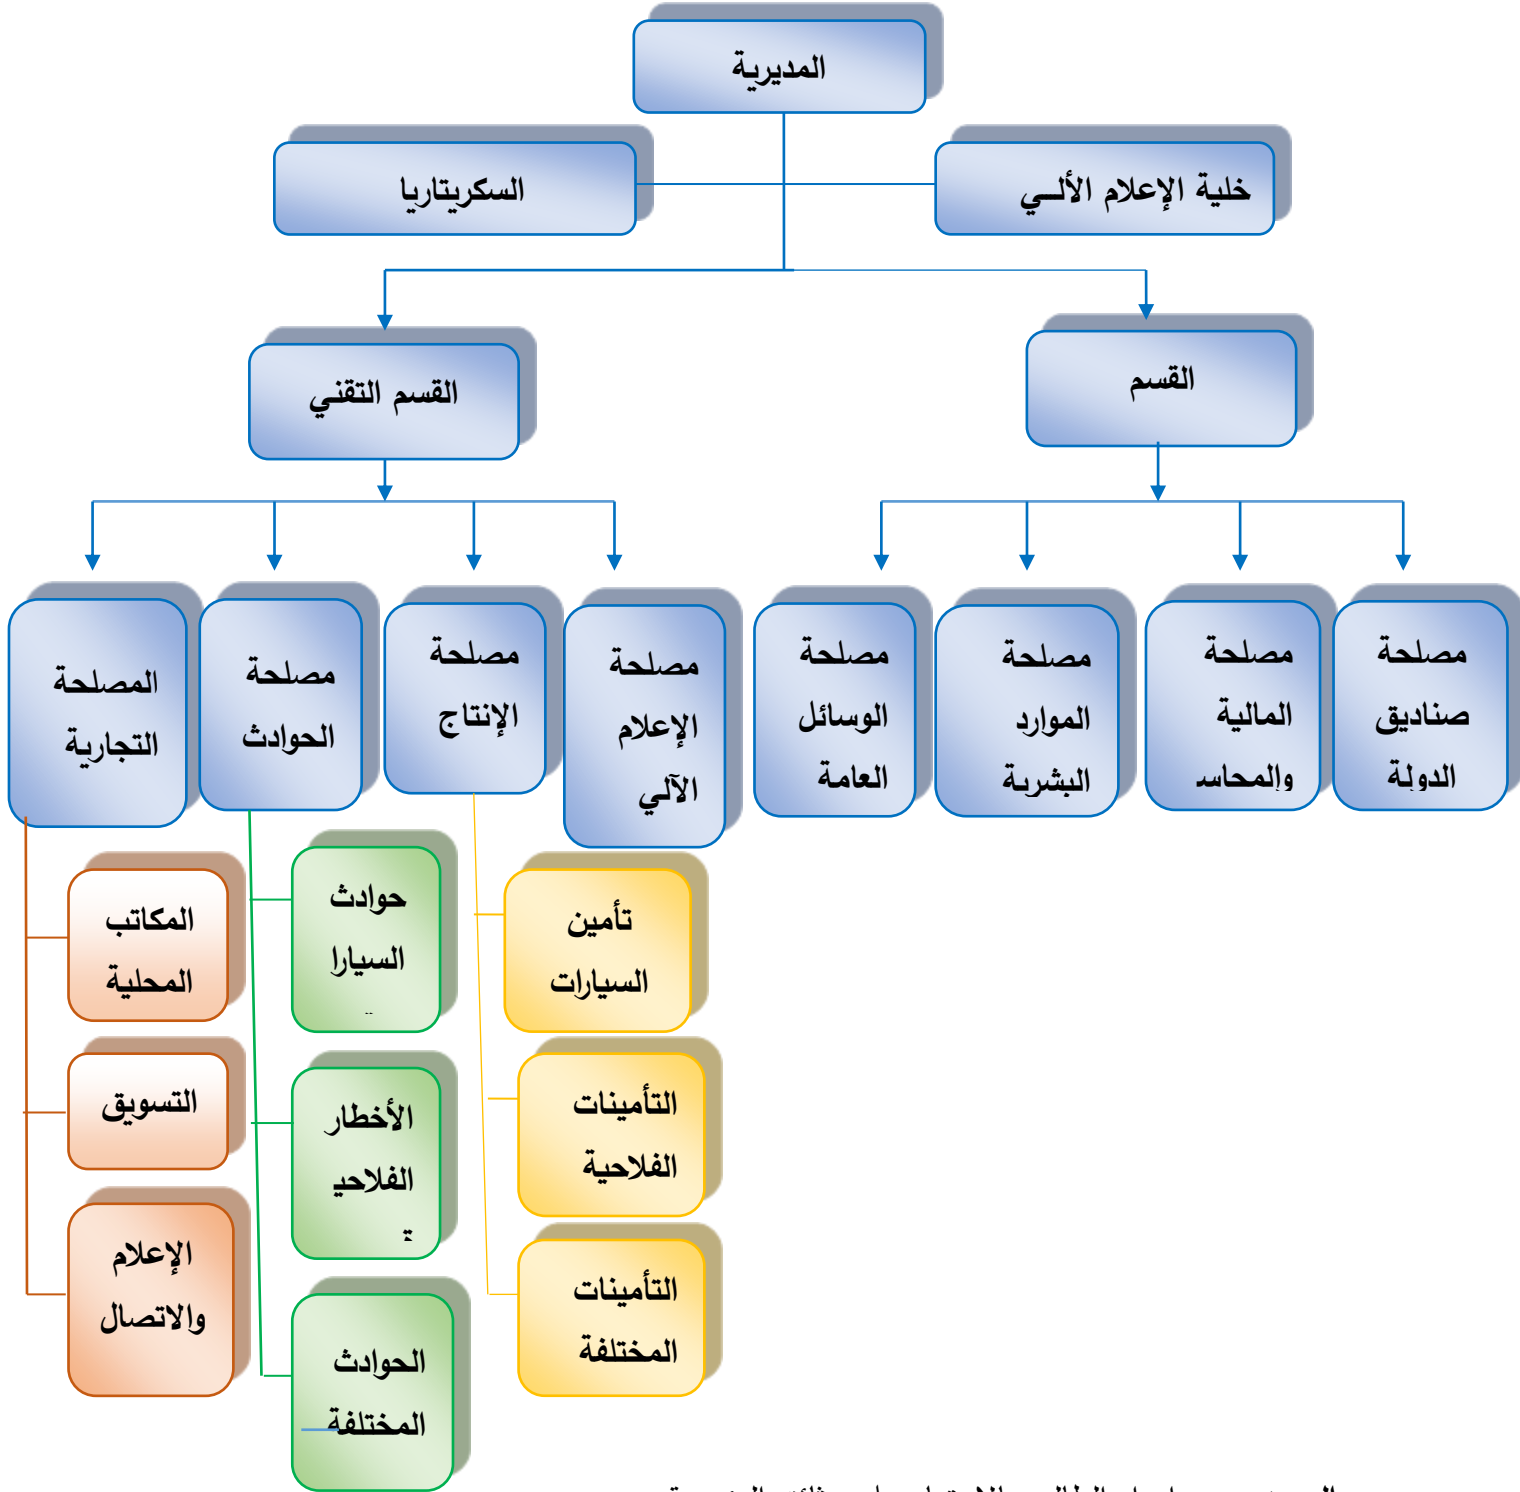 المديرية
خلية الإعلام الألـي
السكريتاريا
القسم
القسم التقني
مصلحة
صناديق
الدولة
مصلحة
المالية
والمحاسـ
مصلحة
الموارد
البشرية
مصلحة
الوسائل
العامة
مصلحة
الإعلام
الآلي
مصلحة
الإنتاج
مصلحة
الحوادث
المصلحة
التجارية
تأمين
السيارات
التأمينات
الفلاحية
التأمينات
المختلفة
حوادث
السيارا
الأخطار
الفلاحيـ
ة
الحوادث
المختلفة
المكاتب
المحلية
التسويق
الإعلام
والاتصال